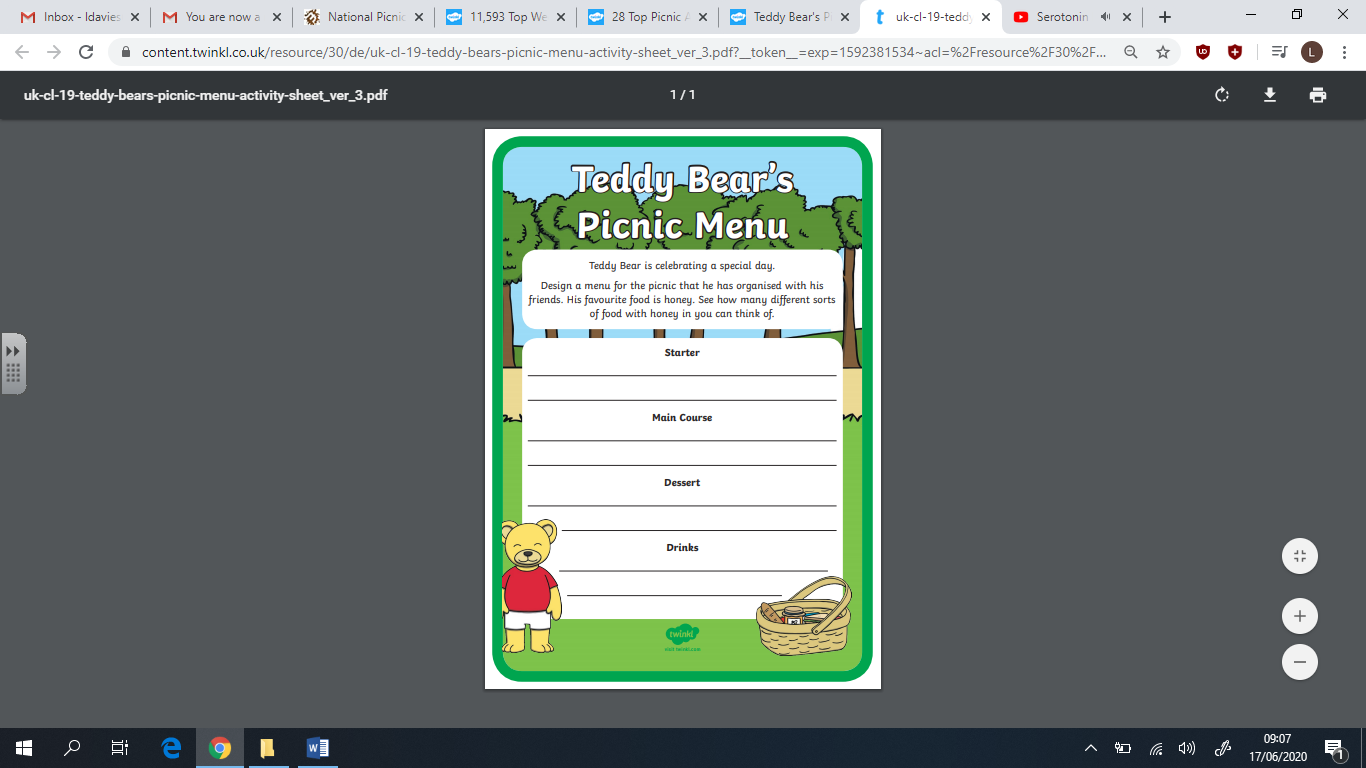 Inbox - ldavies
You are now a
National Picnic
11,593 Top We
28 Top Picnic A
Teddy Bear's P
uk-cl-19-teddy
Serotonin
content.twinkl.co.uk/resource/30/de/uk-cl-19-teddy-bears-picnic-menu-activity-sheet_ver_3.pdf?__token__=exp=1592381534~acl=%2Fresource%2F30%2F...
L
uk-cl-19-teddy-bears-picnic-menu-activity-sheet_ver_3.pdf
1 / 1
Teddy Bear's
Picnic Menu
Teddy Bear is celebrating a special day.
Design a menu for the picnic that he has organised with his
friends. His favourite food is honey. See how many different sorts
of food with honey in you can think of.
Starter
Main Course
Dessert
Drinks
twinkl
visit twinkl.com
09:07
17/06/2020
1